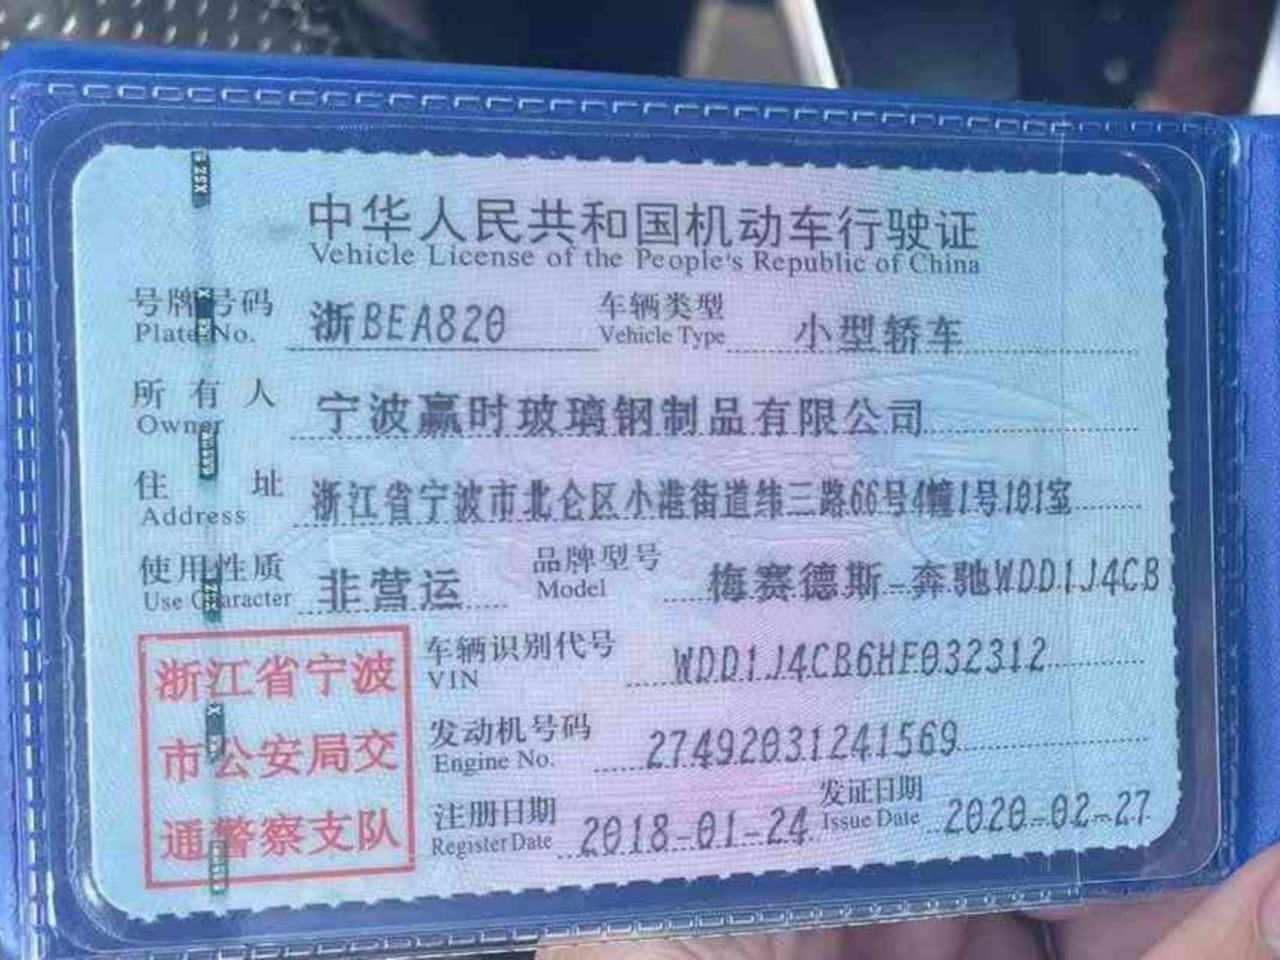 中华人民共和国机动车行驶证
Vehicle License of the People's Republic of China
号牌号码 浙BEA820 车辆类型 小型轿车
Plate No. Vehicle Type
所有人 宁波赢时玻璃钢制品有限公司
Owner
住址 浙江省宁波市北仑区小港街道纬三路66号4幢1号101室
Address
使用性质 非营运 品牌型号 梅赛德斯-奔驰WDD1J4CB
Use Character Model
浙江省宁波
市公安局交
通警察支队
车辆识别代号 WDD1J4CB6HF032312
VIN
发动机号码 27492031241569
Engine No.
注册日期 2018-01-24 发证日期 2020-02-27
Register Date Issue Date